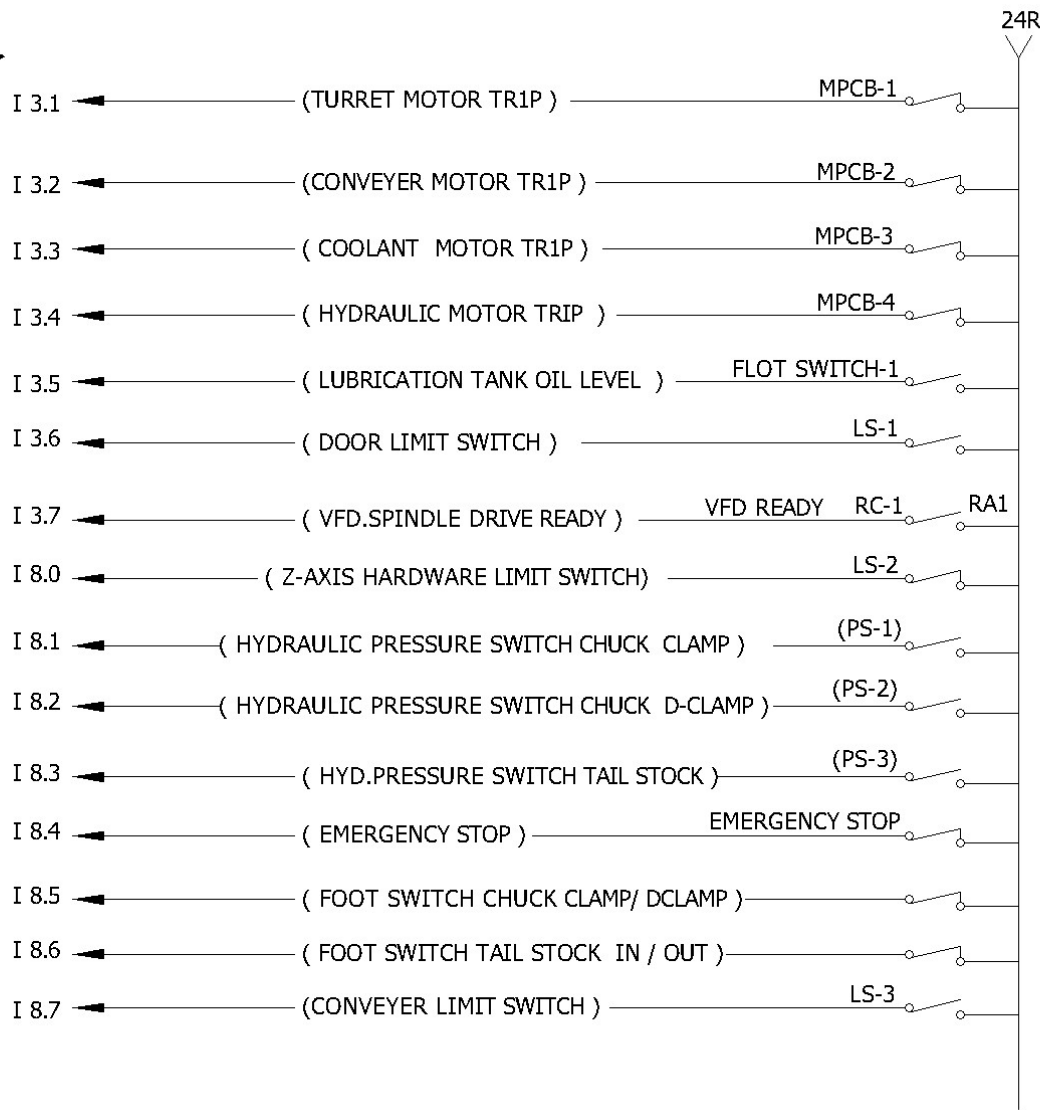 24R
I 3.1 (TURRET MOTOR TR1P ) MPCB-1
I 3.2 (CONVEYER MOTOR TR1P ) MPCB-2
I 3.3 ( COOLANT MOTOR TR1P ) MPCB-3
I 3.4 ( HYDRAULIC MOTOR TRIP ) MPCB-4
I 3.5 ( LUBRICATION TANK OIL LEVEL ) FLOT SWITCH-1
I 3.6 ( DOOR LIMIT SWITCH ) LS-1
I 3.7 ( VFD.SPINDLE DRIVE READY ) VFD READY RC-1 RA1
I 8.0 ( Z-AXIS HARDWARE LIMIT SWITCH) LS-2
I 8.1 ( HYDRAULIC PRESSURE SWITCH CHUCK CLAMP ) (PS-1)
I 8.2 ( HYDRAULIC PRESSURE SWITCH CHUCK D-CLAMP ) (PS-2)
I 8.3 ( HYD.PRESSURE SWITCH TAIL STOCK ) (PS-3)
I 8.4 ( EMERGENCY STOP ) EMERGENCY STOP
I 8.5 ( FOOT SWITCH CHUCK CLAMP/ DCLAMP )
I 8.6 ( FOOT SWITCH TAIL STOCK IN / OUT )
I 8.7 (CONVEYER LIMIT SWITCH ) LS-3